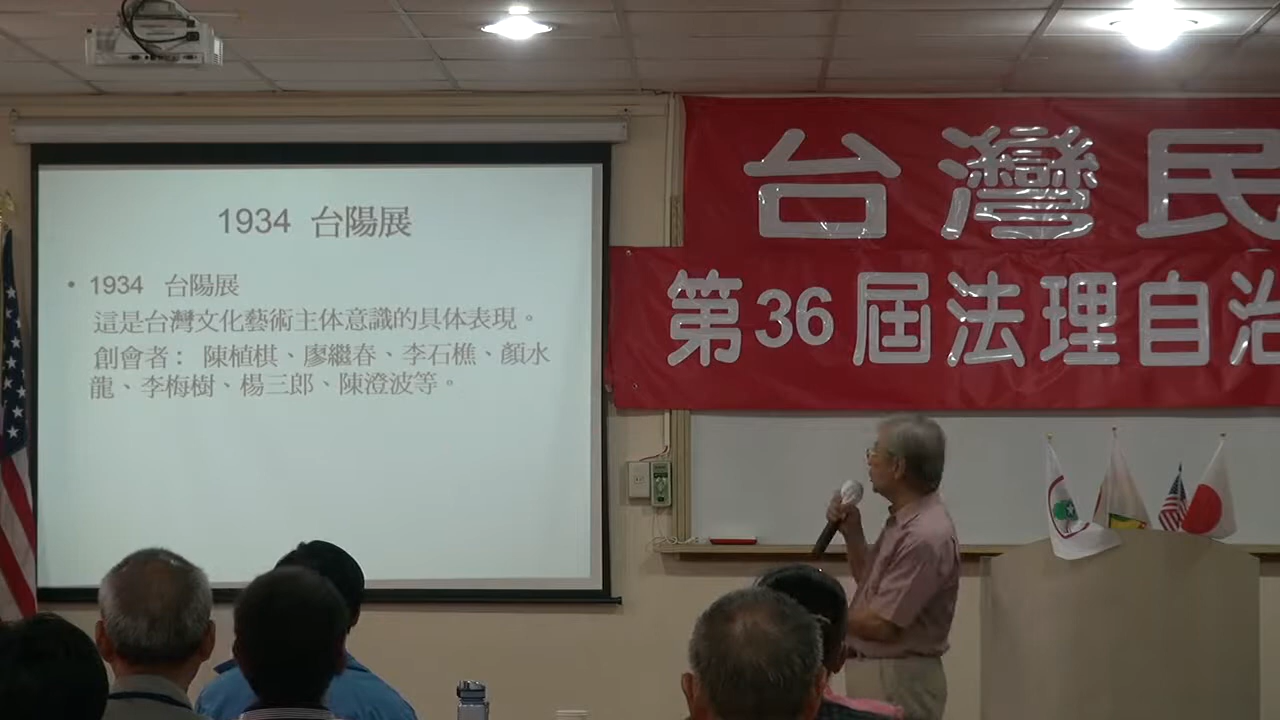 1934 台陽展
• 1934 台陽展
這是台灣文化藝術主体意識的具体表現。
創會者： 陳植棋、廖繼春、李石樵、顏水
龍、李梅樹、楊三郎、陳澄波等。
台灣民
第36屆法理自治